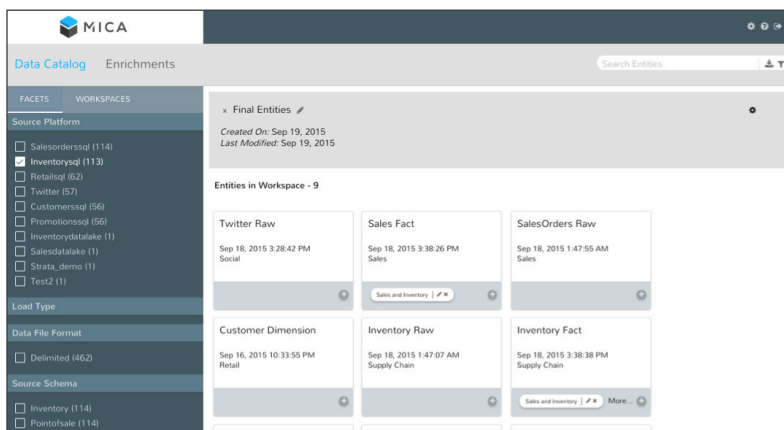 MICA
Data Catalog Enrichments
Search Entities
FACETS WORKSPACES
Source Platform
Salesorderssql (114)
Inventorysql (113)
Retailsql (62)
Twitter (57)
Customerssql (56)
Promotionssql (56)
Inventorydatalake (1)
Salesdatalake (1)
Strata_demo (1)
Test2 (1)
Load Type
Data File Format
Delimited (462)
Source Schema
Inventory (114)
Pointofsale (114)
× Final Entities
Created On: Sep 19, 2015
Last Modified: Sep 19, 2015
Entities in Workspace - 9
Twitter Raw
Sep 18, 2015 3:28:42 PM
Social
Sales Fact
Sep 18, 2015 3:38:26 PM
Sales
Sales and Inventory
SalesOrders Raw
Sep 18, 2015 1:47:55 AM
Sales
Customer Dimension
Sep 16, 2015 10:33:55 PM
Retail
Inventory Raw
Sep 18, 2015 1:47:07 AM
Supply Chain
Inventory Fact
Sep 18, 2015 3:38:38 PM
Supply Chain
Sales and Inventory More...